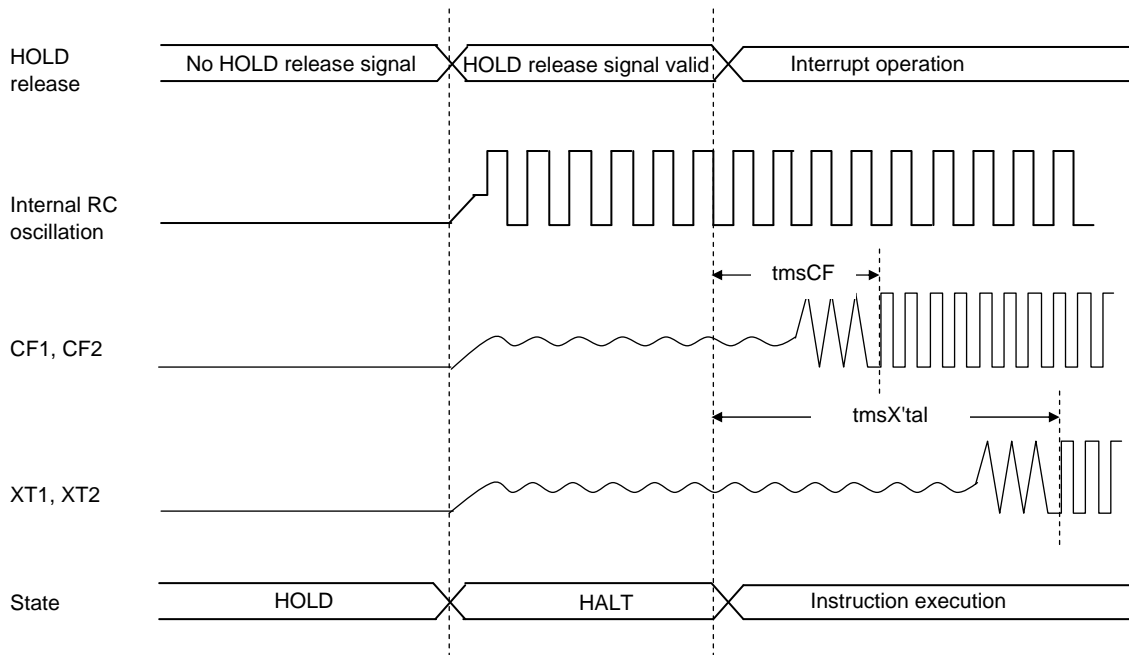 HOLD
release
No HOLD release signal
HOLD release signal valid
Interrupt operation
Internal RC
oscillation
tmsCF
CF1, CF2
tmsX'tal
XT1, XT2
State
HOLD
HALT
Instruction execution